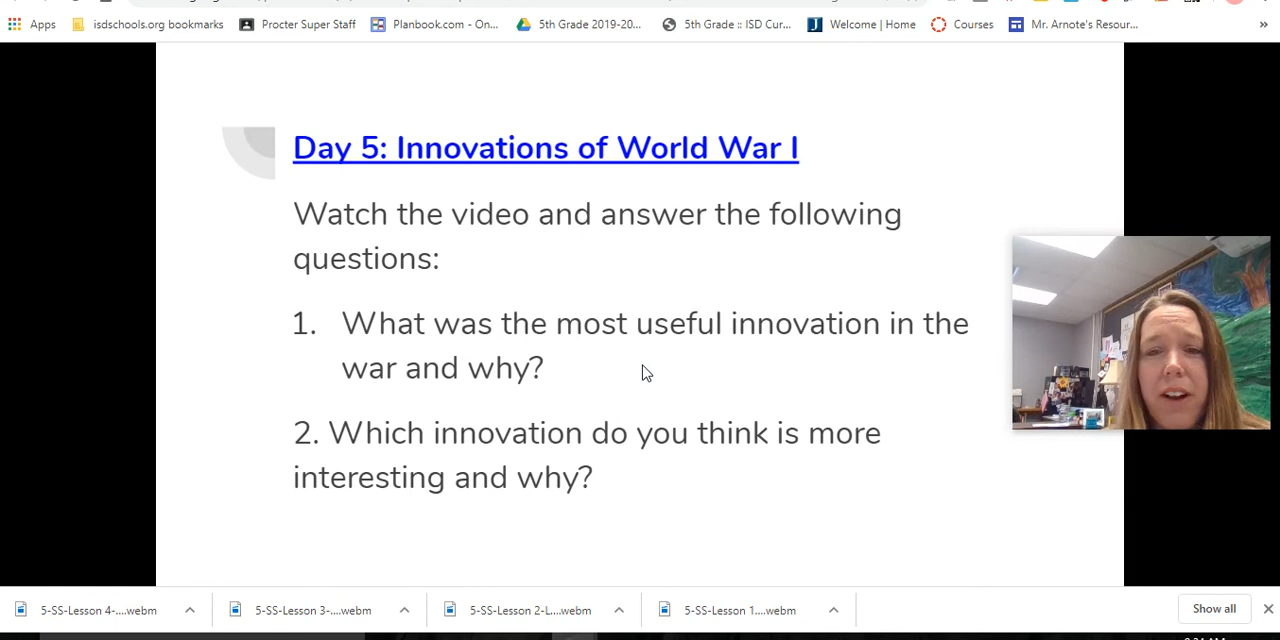 Apps isdschools.org bookmarks Procter Super Staff Planbook.com - On... 5th Grade 2019-20... 5th Grade :: ISD Cur... Welcome | Home Courses Mr. Arnote's Resour... »
Day 5: Innovations of World War I
Watch the video and answer the following
questions:
1. What was the most useful innovation in the
war and why?
2. Which innovation do you think is more
interesting and why?
5-SS-Lesson 4-....webm 5-SS-Lesson 3-....webm 5-SS-Lesson 2-L....webm 5-SS-Lesson 1....webm Show all